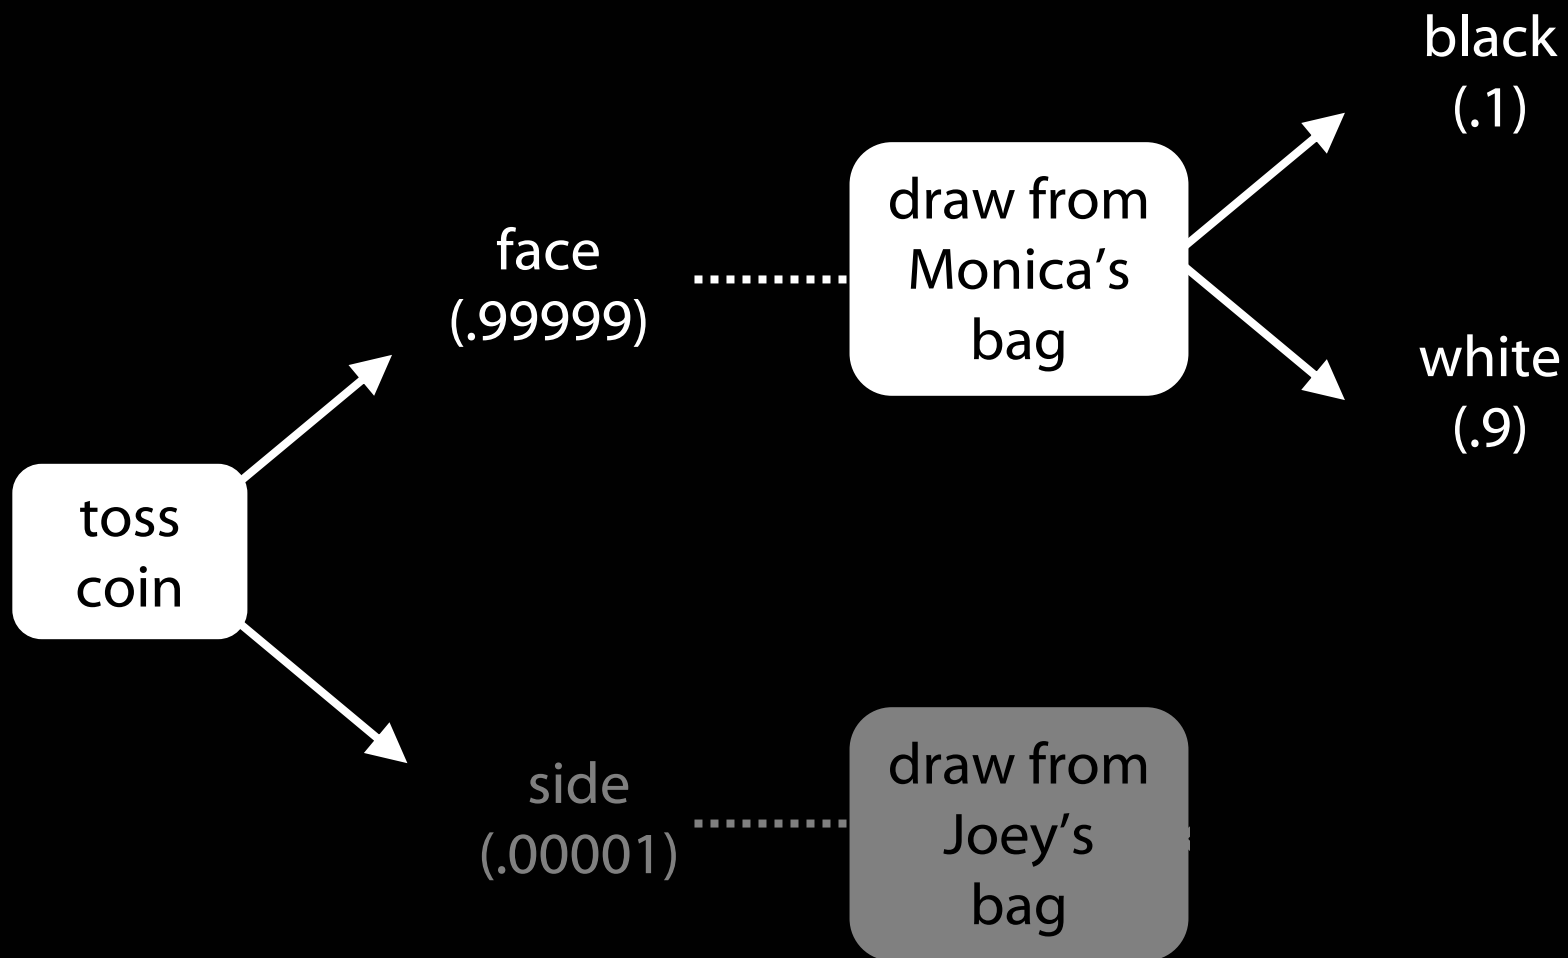 toss
coin
face
(.99999)
draw from
Monica’s
bag
black
(.1)
white
(.9)
side
(.00001)
draw from
Joey’s
bag